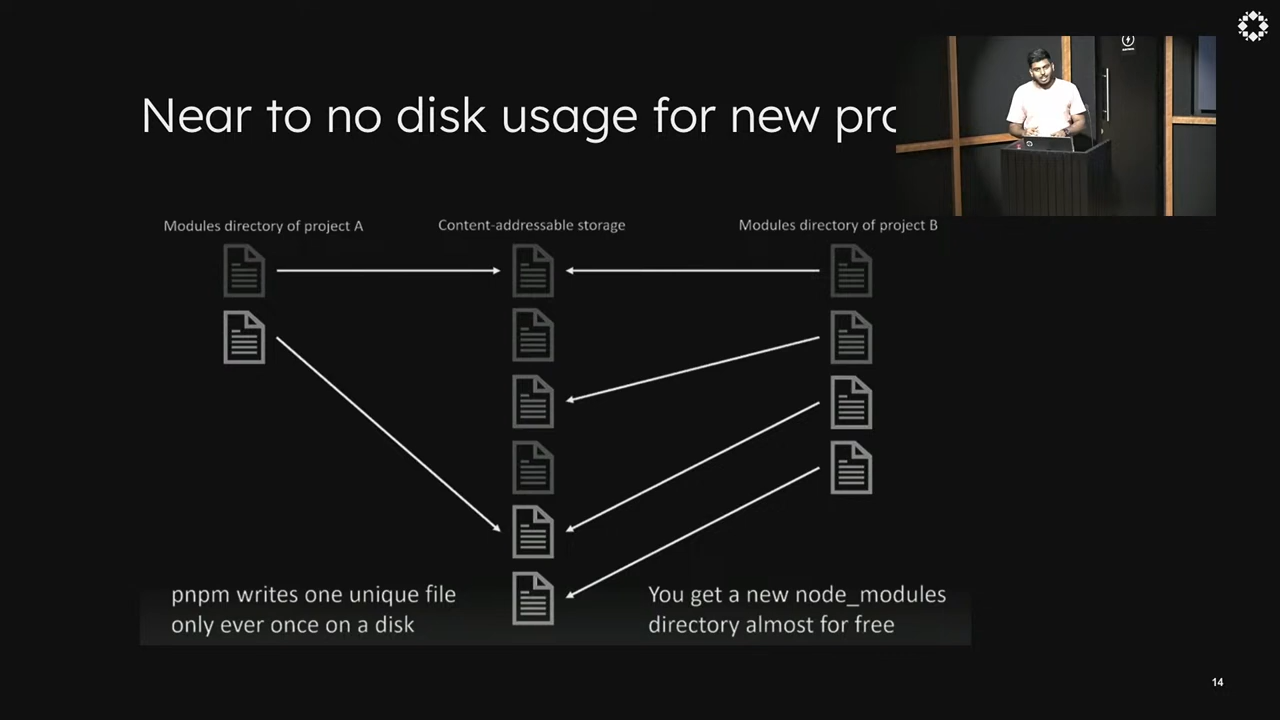 Near to no disk usage for new pro
Modules directory of project A
Content-addressable storage
Modules directory of project B
pnpm writes one unique file
only ever once on a disk
You get a new node_modules
directory almost for free
14